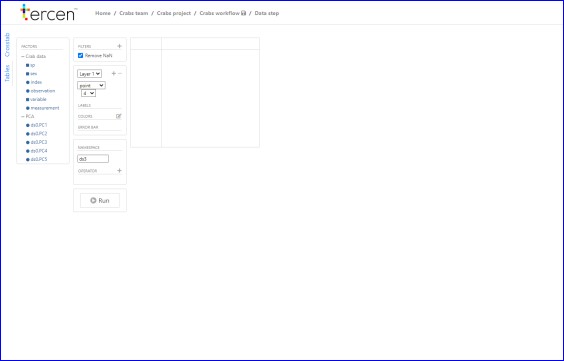 tercen
Home / Crabs team / Crabs project / Crabs workflow / Data step
Crosstab
Tables
FACTORS
Crab data
sp
sex
index
observation
variable
measurement
PCA
ds0.PC1
ds0.PC2
ds0.PC3
ds0.PC4
ds0.PC5
FILTERS
Remove NaN
Layer 1
point
4
LABELS
COLORS
ERROR BAR
NAMESPACE
ds3
OPERATOR
Run